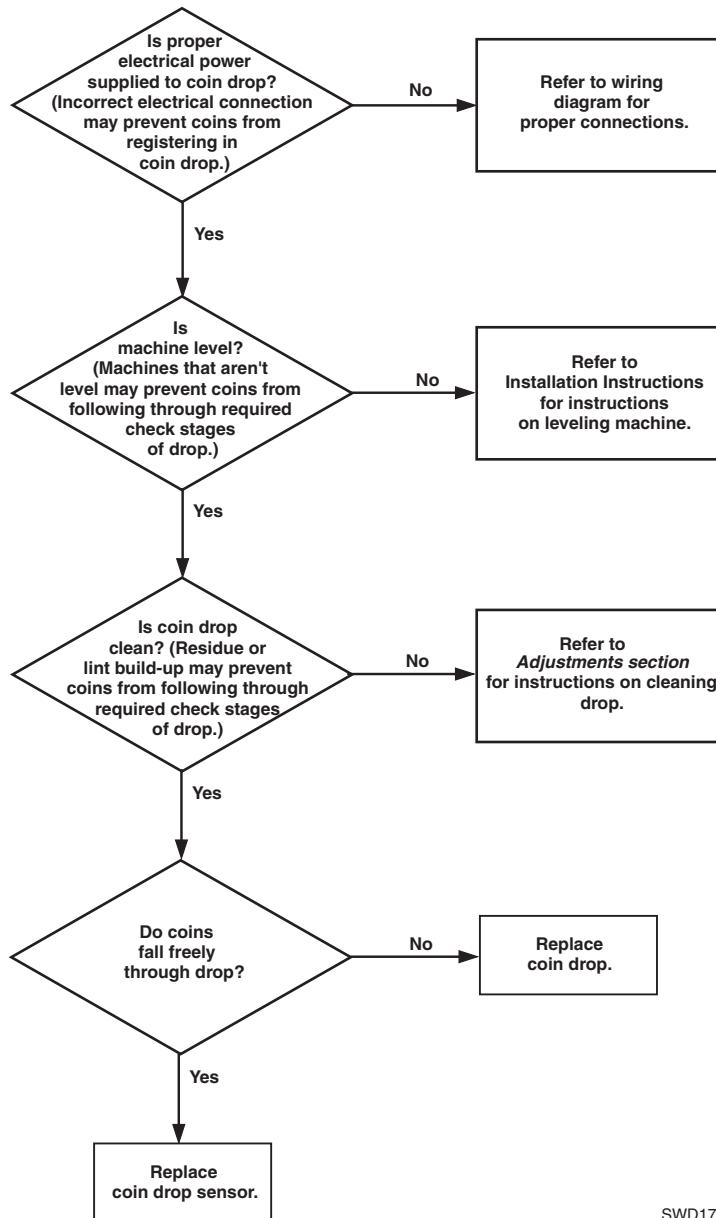 Is proper
electrical power
supplied to coin drop?
(Incorrect electrical connection
may prevent coins from
registering in
coin drop.)
No
Refer to wiring
diagram for
proper connections.
Yes
Is
machine level?
(Machines that aren't
level may prevent coins from
following through required
check stages
of drop.)
No
Refer to
Installation Instructions
for instructions
on leveling machine.
Yes
Is coin drop
clean? (Residue or
lint build-up may prevent
coins from following through
required check stages
of drop.)
No
Refer to
Adjustments section
for instructions on cleaning
drop.
Yes
Do coins
fall freely
through drop?
No
Replace
coin drop.
Yes
Replace
coin drop sensor.
SWD17